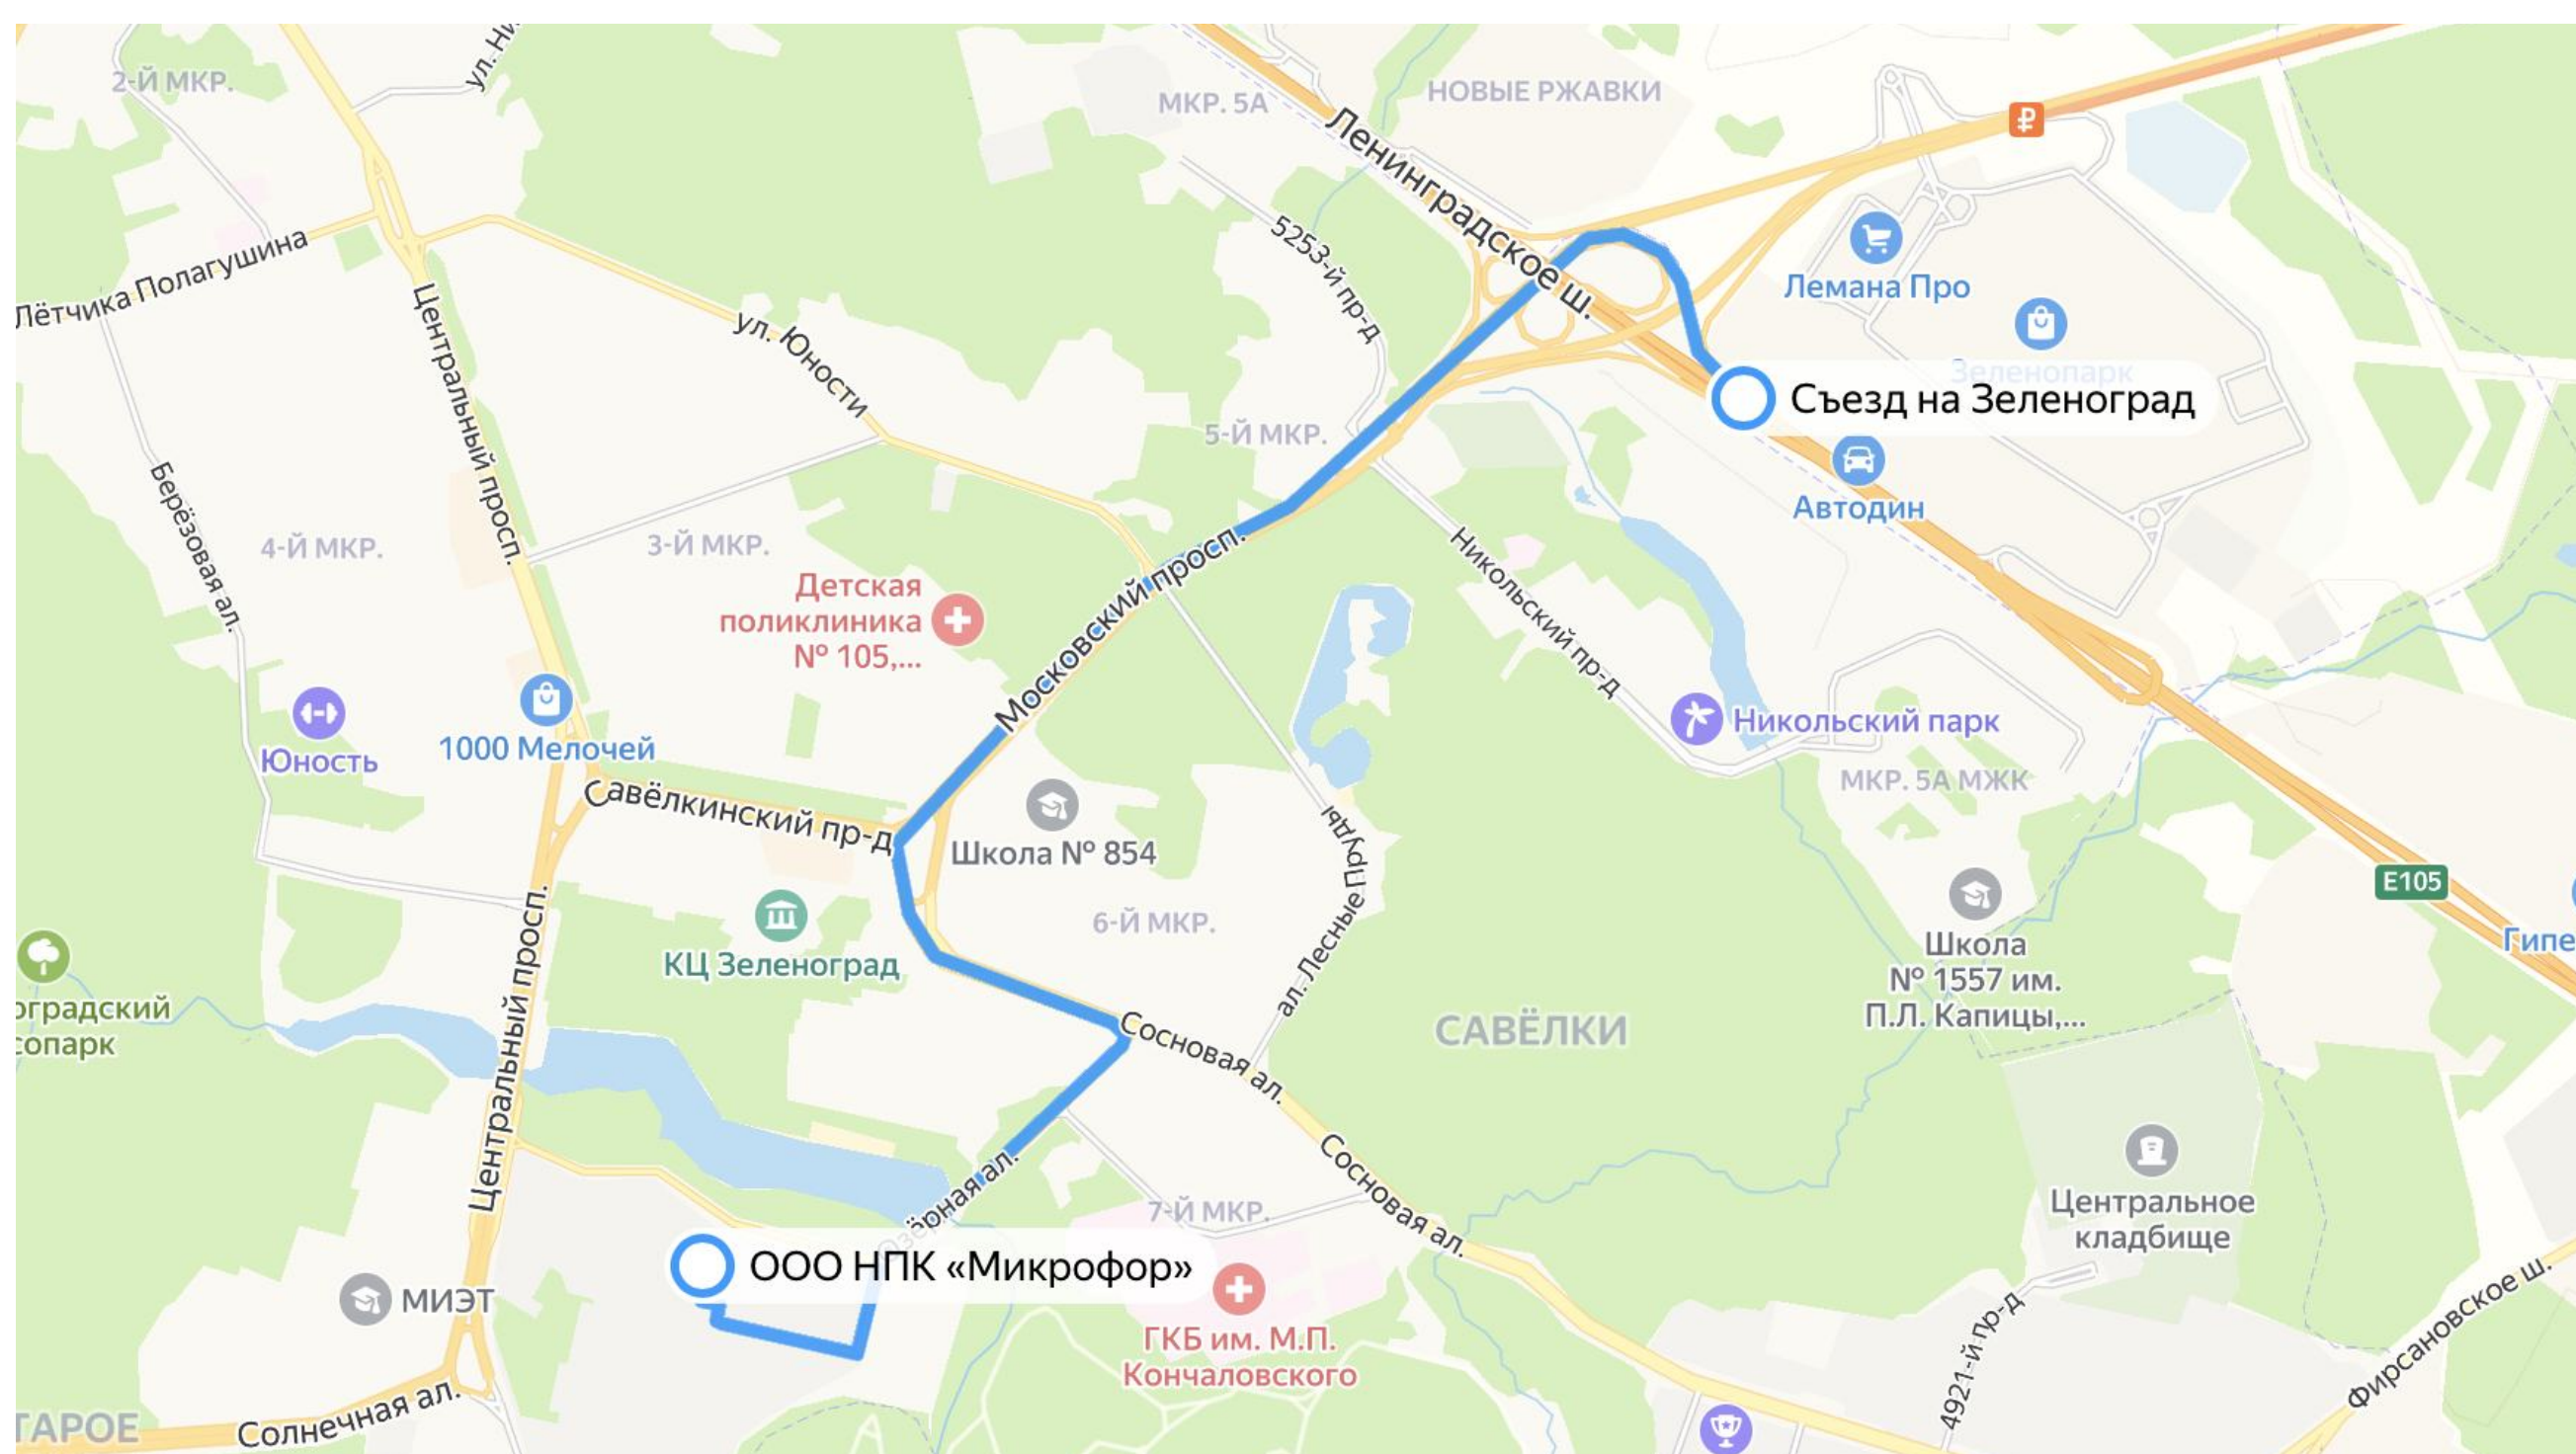 2-Й МКР.
ул. Ни
МКР. 5А
НОВЫЕ РЖАВКИ
Ленинградское ш.
₽
Лётчика Полагушина
Центральный просп.
ул. Юности
5253-й пр-д
Лемана Про
Зеленопарк
Съезд на Зеленоград
5-Й МКР.
Автодин
Берёзовая ал.
4-Й МКР.
3-Й МКР.
Детская
поликлиника
№ 105,...
Московский просп.
Никольский пр-д
Юность
1000 Мелочей
Никольский парк
МКР. 5А МЖК
Савёлкинский пр-д
Школа № 854
ал. Лесные Пруды
E105
6-Й МКР.
КЦ Зеленоград
Центральный просп.
Школа
№ 1557 им.
П.Л. Капицы,...
Гипе
оградский
сопарк
Сосновая ал.
САВЁЛКИ
Сосновая ал.
Озёрная ал.
7-Й МКР.
Центральное
кладбище
ООО НПК «Микрофор»
МИЭТ
ГКБ им. М.П.
Кончаловского
4921-й пр-д
Фирсановское ш.
Солнечная ал.
ТАРОЕ